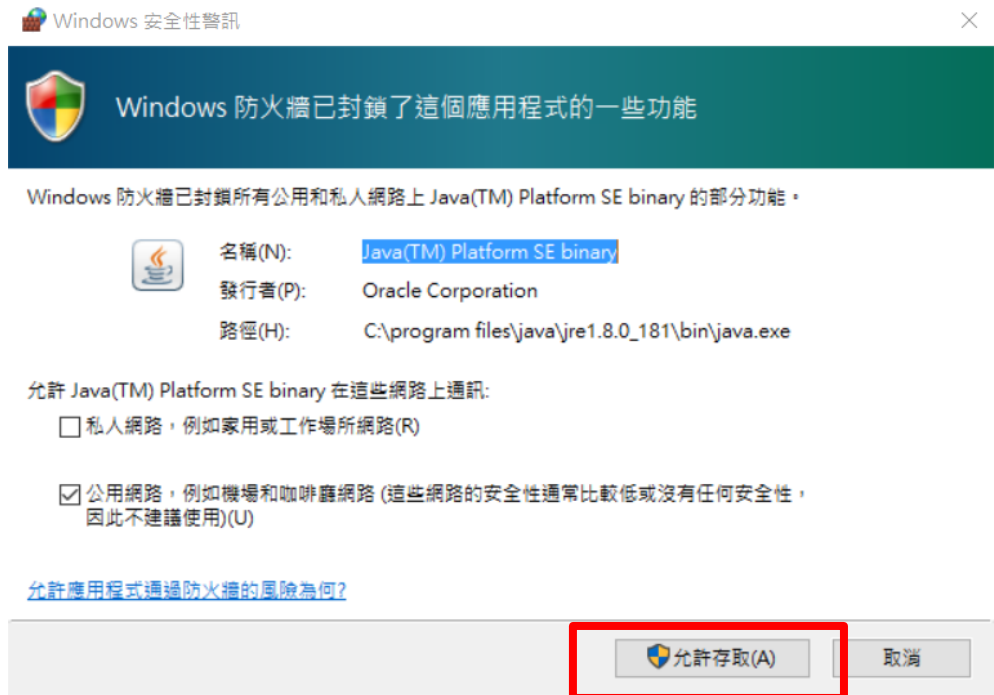 Windows 安全性警訊
Windows 防火牆已封鎖了這個應用程式的一些功能
Windows 防火牆已封鎖所有公用和私人網路上 Java(TM) Platform SE binary 的部分功能。
名稱(N): Java(TM) Platform SE binary
發行者(P): Oracle Corporation
路徑(H): C:\program files\java\jre1.8.0_181\bin\java.exe
允許 Java(TM) Platform SE binary 在這些網路上通訊:
私人網路，例如家用或工作場所網路(R)
公用網路，例如機場和咖啡廳網路 (這些網路的安全性通常比較低或沒有任何安全性，
因此不建議使用)(U)
允許應用程式通過防火牆的風險為何?
允許存取(A) 取消